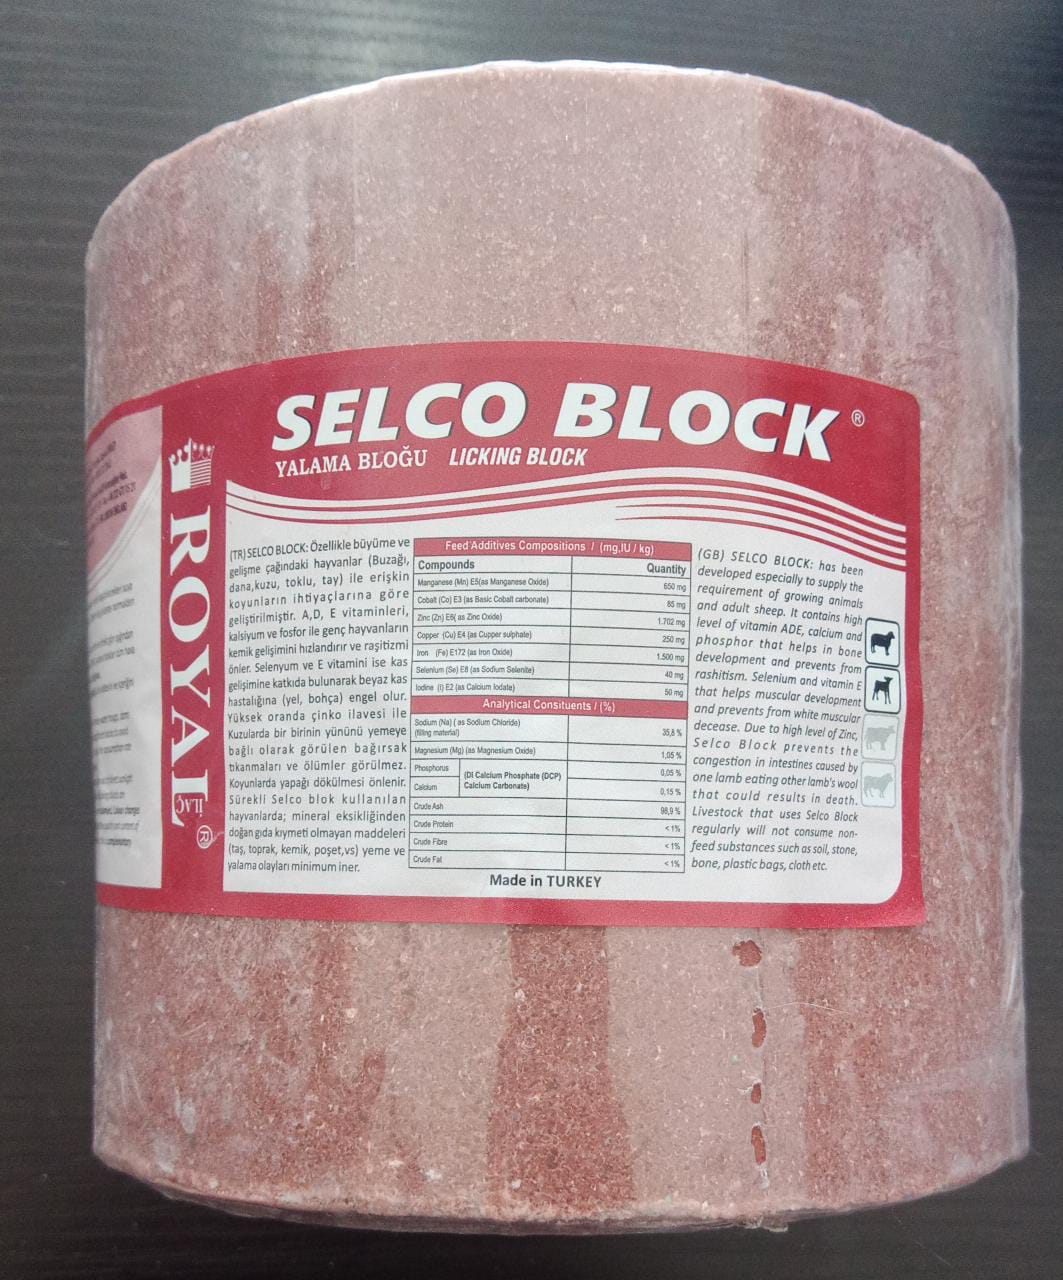 SELCO BLOCK ®
YALAMA BLOĞU LICKING BLOCK
ROYAL
İLAÇ
®
(TR) SELCO BLOCK: Özellikle büyüme ve
gelişme çağındaki hayvanlar (Buzağı,
dana,kuzu, toklu, tay) ile erişkin
koyunların ihtiyaçlarına göre
geliştirilmiştir. A,D, E vitaminleri,
kalsiyum ve fosfor ile genç hayvanların
kemik gelişimini hızlandırır ve raşitizmi
önler. Selenyum ve E vitamini ise kas
gelişimine katkıda bulunarak beyaz kas
hastalığına (yel, bohça) engel olur.
Yüksek oranda çinko ilavesi ile
Kuzularda bir birinin yününü yemeye
bağlı olarak görülen bağırsak
tıkanmaları ve ölümler görülmez.
Koyunlarda yapağı dökülmesi önlenir.
Sürekli Selco blok kullanılan
hayvanlarda; mineral eksikliğinden
doğan gıda kıymeti olmayan maddeleri
(taş, toprak, kemik, poşet,vs) yeme ve
yalama olayları minimum iner.
Feed Additives Compositions / (mg,IU / kg)
Compounds Quantity
Manganese (Mn) E5(as Manganese Oxide) 650 mg
Cobalt (Co) E3 (as Basic Cobalt carbonate) 85 mg
Zinc (Zn) E6( as Zinc Oxide) 1.702 mg
Copper (Cu) E4 (as Cupper sulphate) 250 mg
Iron (Fe) E172 (as Iron Oxide) 1.500 mg
Selenium (Se) E8 (as Sodium Selenite) 40 mg
Iodine (I) E2 (as Calcium Iodate) 50 mg
Analytical Consituents / (%)
Sodium (Na) ( as Sodium Chloride)
(filling material) 35,8 %
Magnesium (Mg) (as Magnesium Oxide) 1,05 %
Phosphorus (Di Calcium Phosphate (DCP) 0,05 %
Calcium Calcium Carbonate) 0,15 %
Crude Ash 98,9 %
Crude Protein < 1%
Crude Fibre < 1%
Crude Fat < 1%
Made in TURKEY
(GB) SELCO BLOCK: has been
developed especially to supply the
requirement of growing animals
and adult sheep. It contains high
level of vitamin ADE, calcium and
phosphor that helps in bone
development and prevents from
rashitism. Selenium and vitamin E
that helps muscular development
and prevents from white muscular
decease. Due to high level of Zinc,
Selco Block prevents the
congestion in intestines caused by
one lamb eating other lamb's wool
that could results in death.
Livestock that uses Selco Block
regularly will not consume non-
feed substances such as soil, stone,
bone, plastic bags, cloth etc.